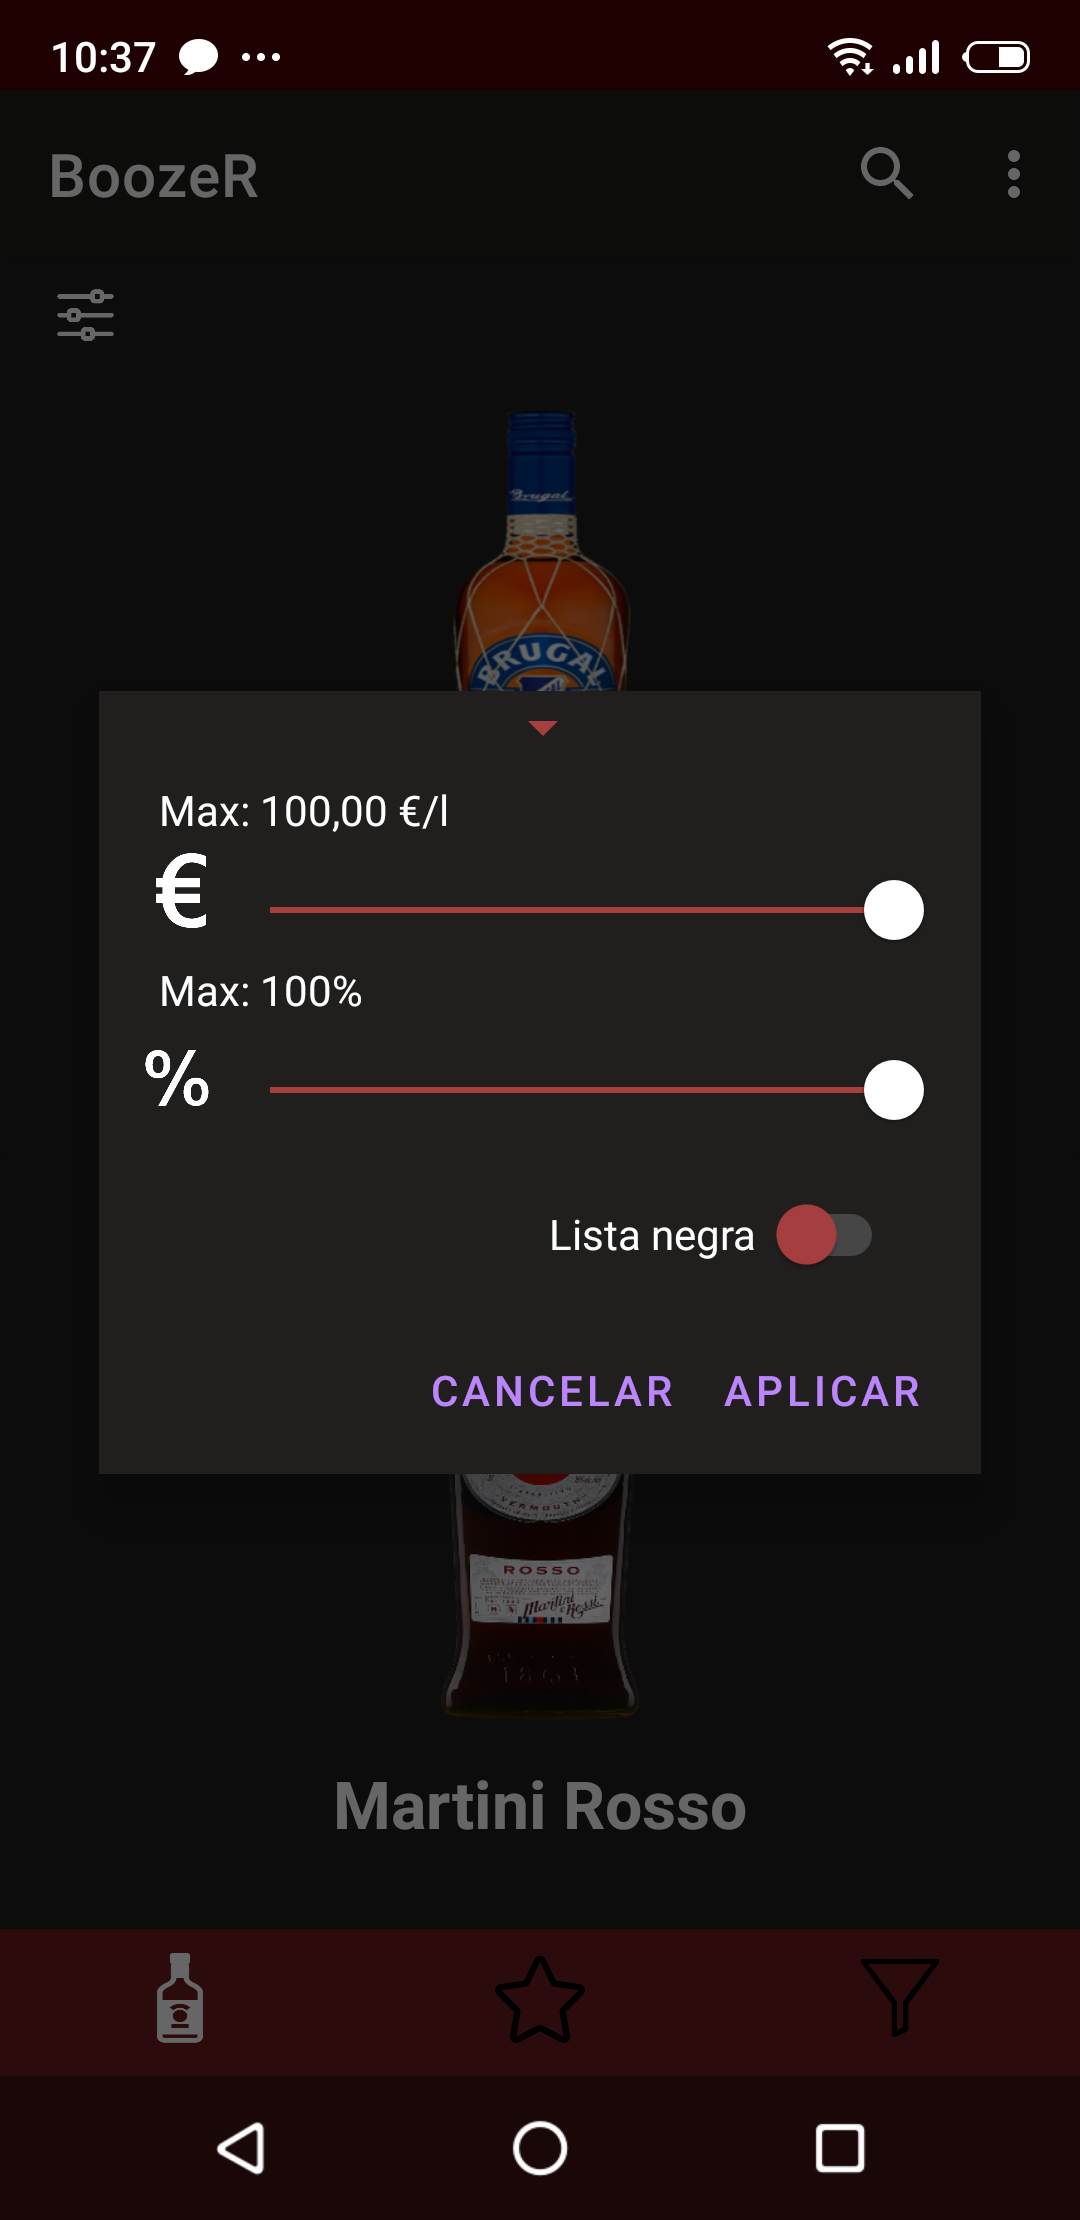 10:37
BoozeR
Brugal
BRUGAL
Max: 100,00 €/l
€
Max: 100%
%
Lista negra
CANCELAR APLICAR
VERMOUTH
ROSSO
Martini
Rossi
1863
Martini Rosso